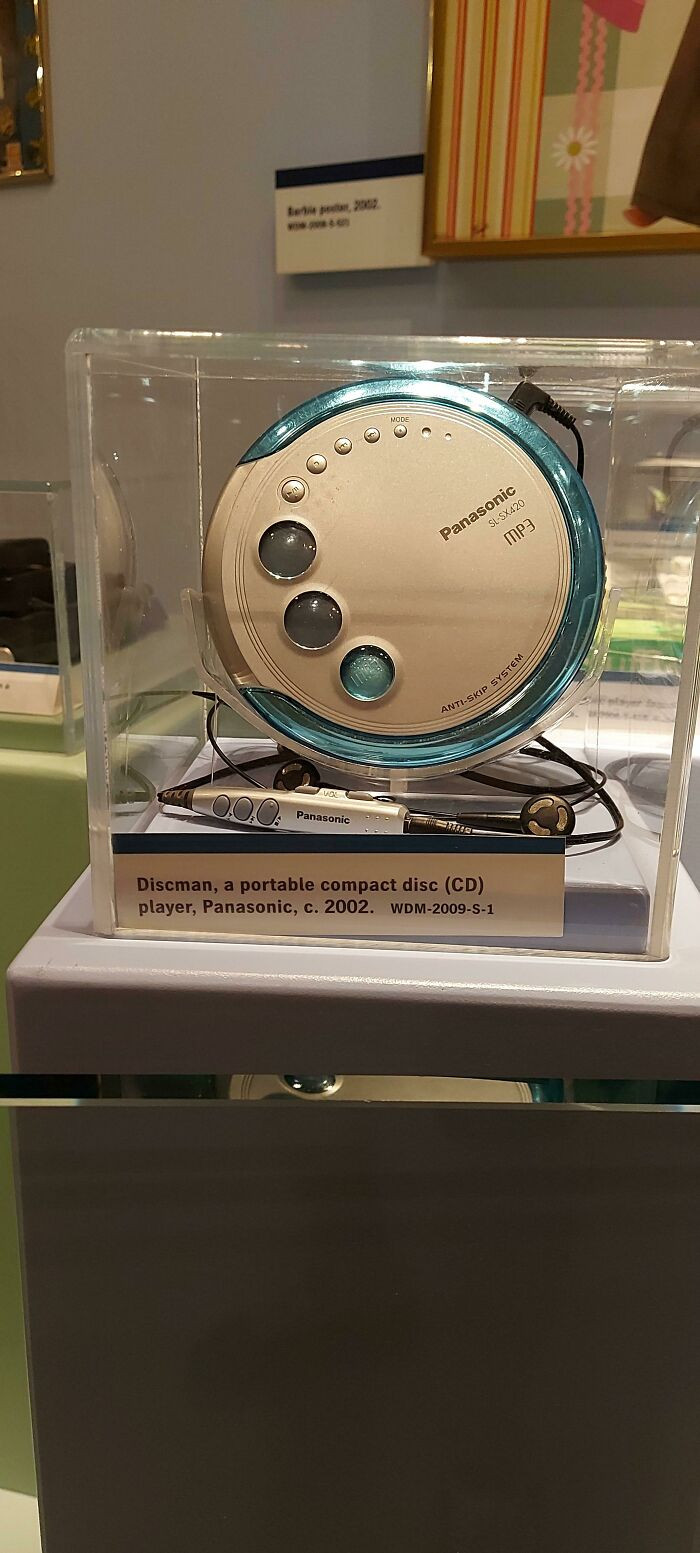 Barbie poster, 2002.
MODE
Panasonic
SL-SX420
MP3
ANTI-SKIP SYSTEM
VOL
Panasonic
Discman, a portable compact disc (CD)
player, Panasonic, c. 2002. WDM-2009-S-1